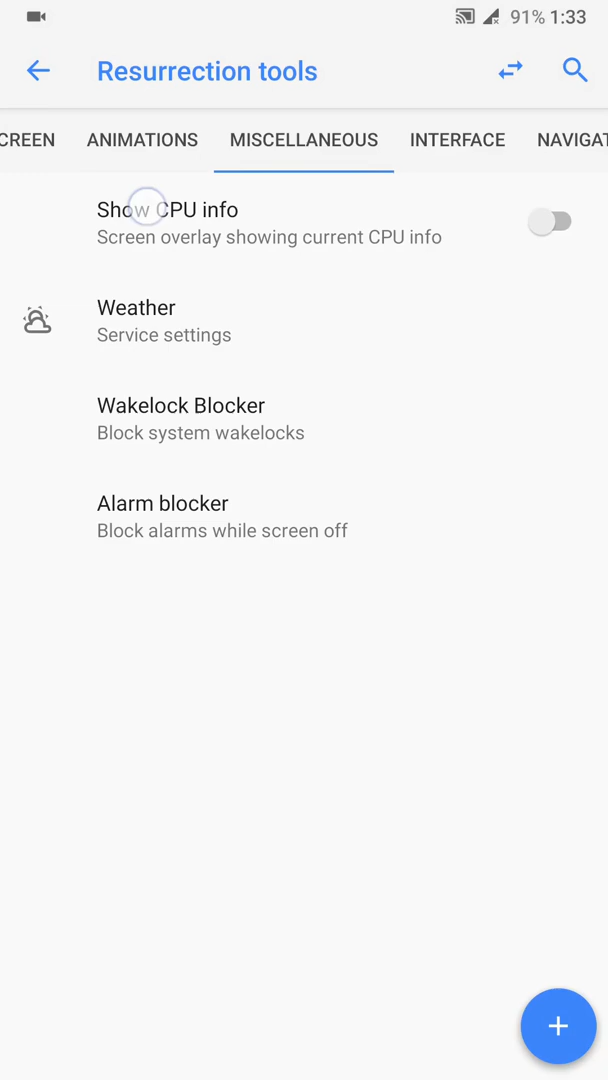 91% 1:33
Resurrection tools
CREEN ANIMATIONS MISCELLANEOUS INTERFACE NAVIGAT
Show CPU info
Screen overlay showing current CPU info
Weather
Service settings
Wakelock Blocker
Block system wakelocks
Alarm blocker
Block alarms while screen off